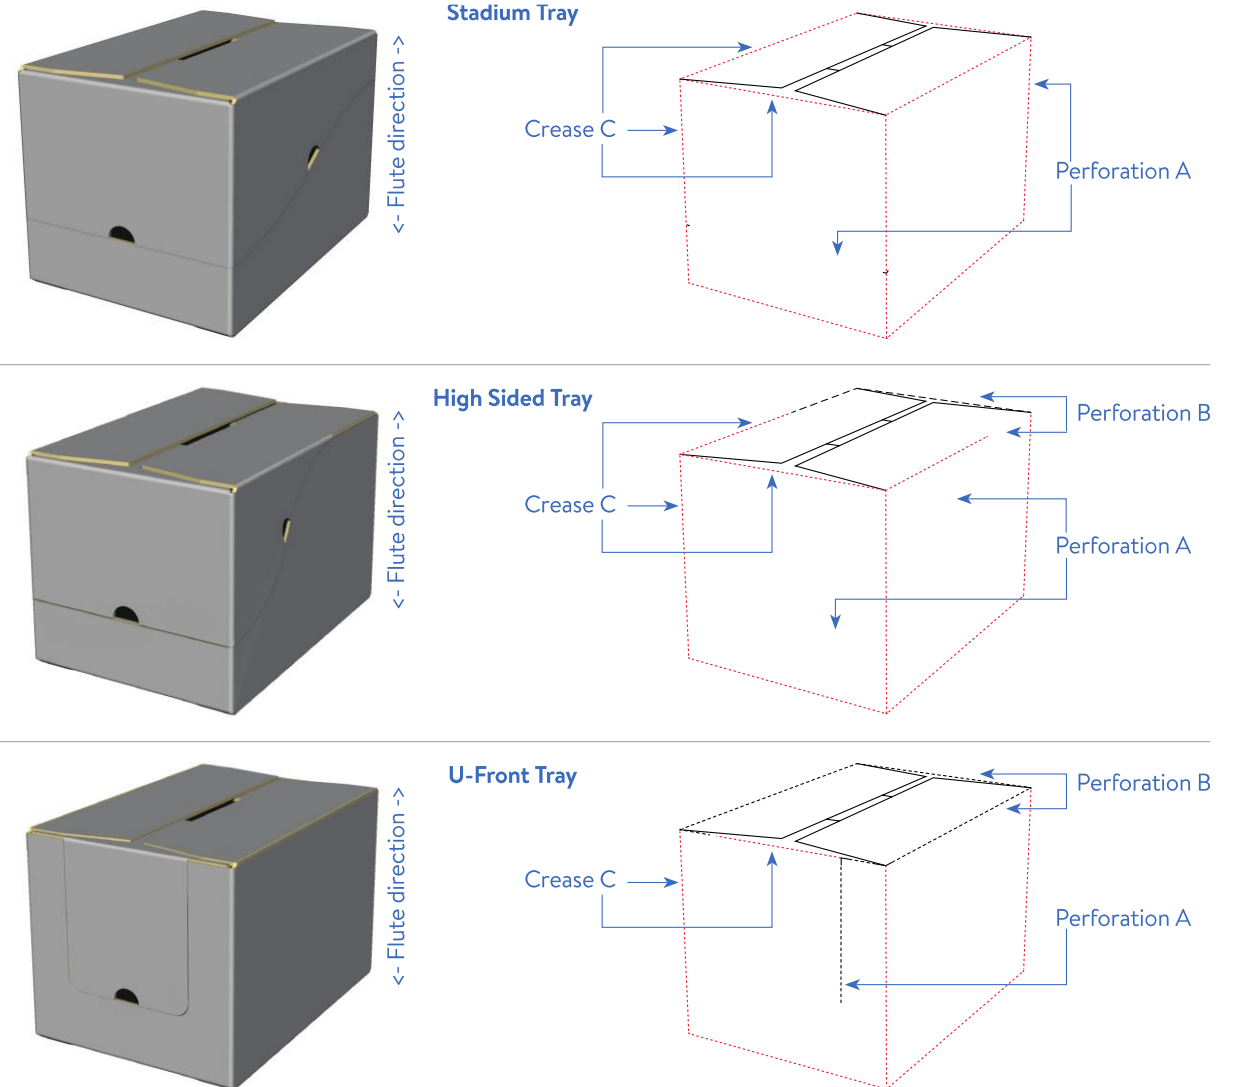 Stadium Tray
<- Flute direction ->
Crease C
Perforation A
High Sided Tray
<- Flute direction ->
Perforation B
Crease C
Perforation A
U-Front Tray
<- Flute direction ->
Perforation B
Crease C
Perforation A